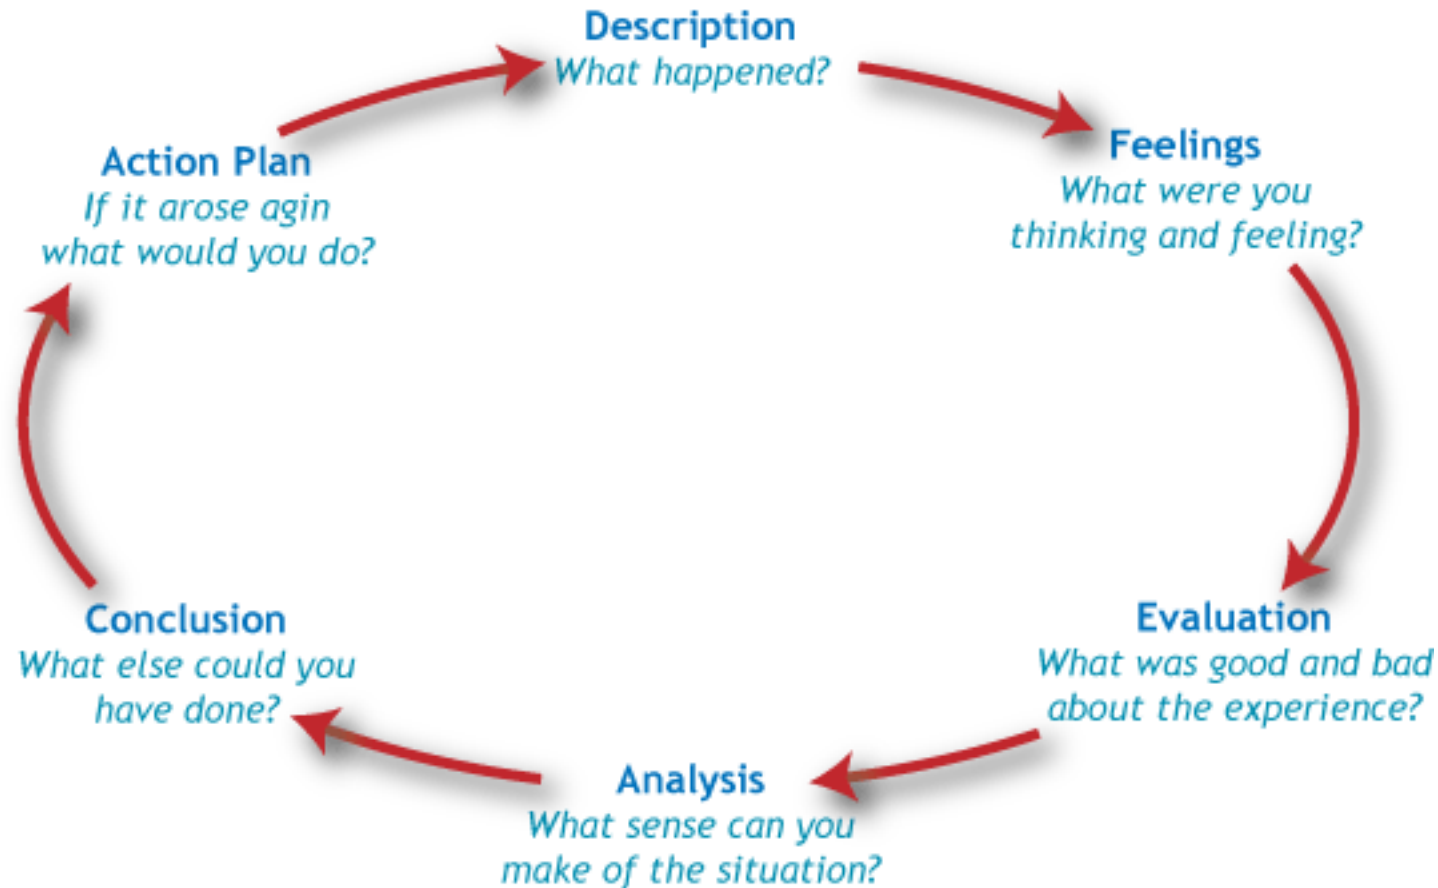 Description
What happened?
Feelings
What were you
thinking and feeling?
Evaluation
What was good and bad
about the experience?
Analysis
What sense can you
make of the situation?
Conclusion
What else could you
have done?
Action Plan
If it arose agin
what would you do?